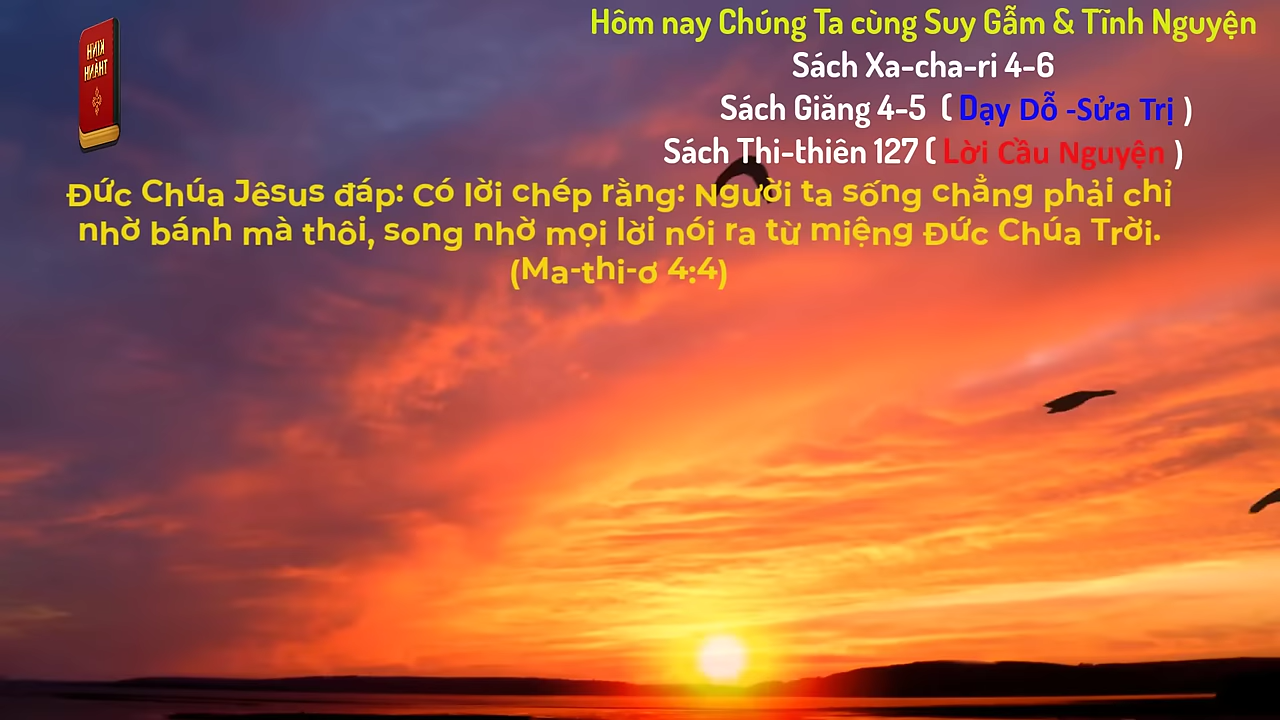 KINH
THÁNH
Hôm nay Chúng Ta cùng Suy Gẫm & Tĩnh Nguyện
Sách Xa-cha-ri 4-6
Sách Giăng 4-5 ( Dạy Dỗ -Sửa Trị )
Sách Thi-thiên 127 ( Lời Cầu Nguyện )
Đức Chúa Jêsus đáp: Có lời chép rằng: Người ta sống chẳng phải chỉ
nhờ bánh mà thôi, song nhờ mọi lời nói ra từ miệng Đức Chúa Trời.
(Ma-thi-ơ 4:4)